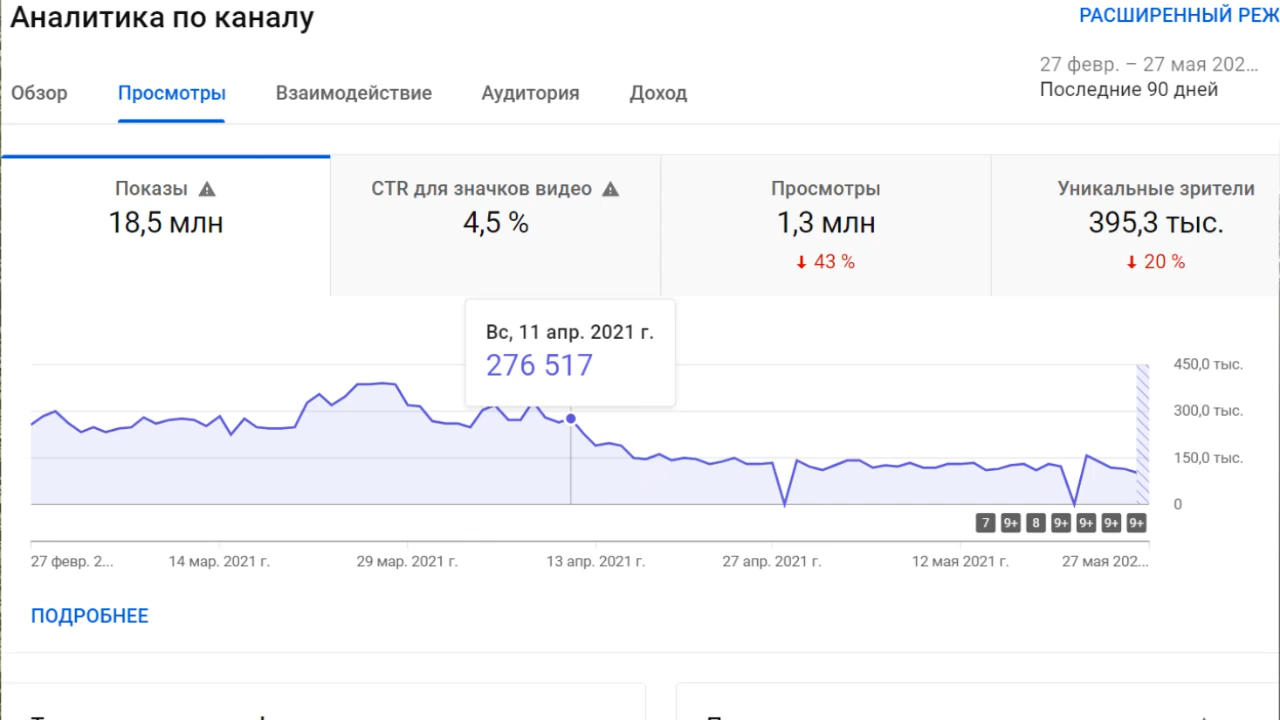 Аналитика по каналу
РАСШИРЕННЫЙ РЕЖ
27 февр. – 27 мая 202...
Последние 90 дней
Обзор Просмотры Взаимодействие Аудитория Доход
Показы CTR для значков видео Просмотры Уникальные зрители
18,5 млн 4,5 % 1,3 млн 395,3 тыс.
43 % 20 %
Вс, 11 апр. 2021 г.
276 517
450,0 тыс.
300,0 тыс.
150,0 тыс.
0
7 9+ 8 9+ 9+ 9+ 9+
27 февр. 2... 14 мар. 2021 г. 29 мар. 2021 г. 13 апр. 2021 г. 27 апр. 2021 г. 12 мая 2021 г. 27 мая 202...
ПОДРОБНЕЕ